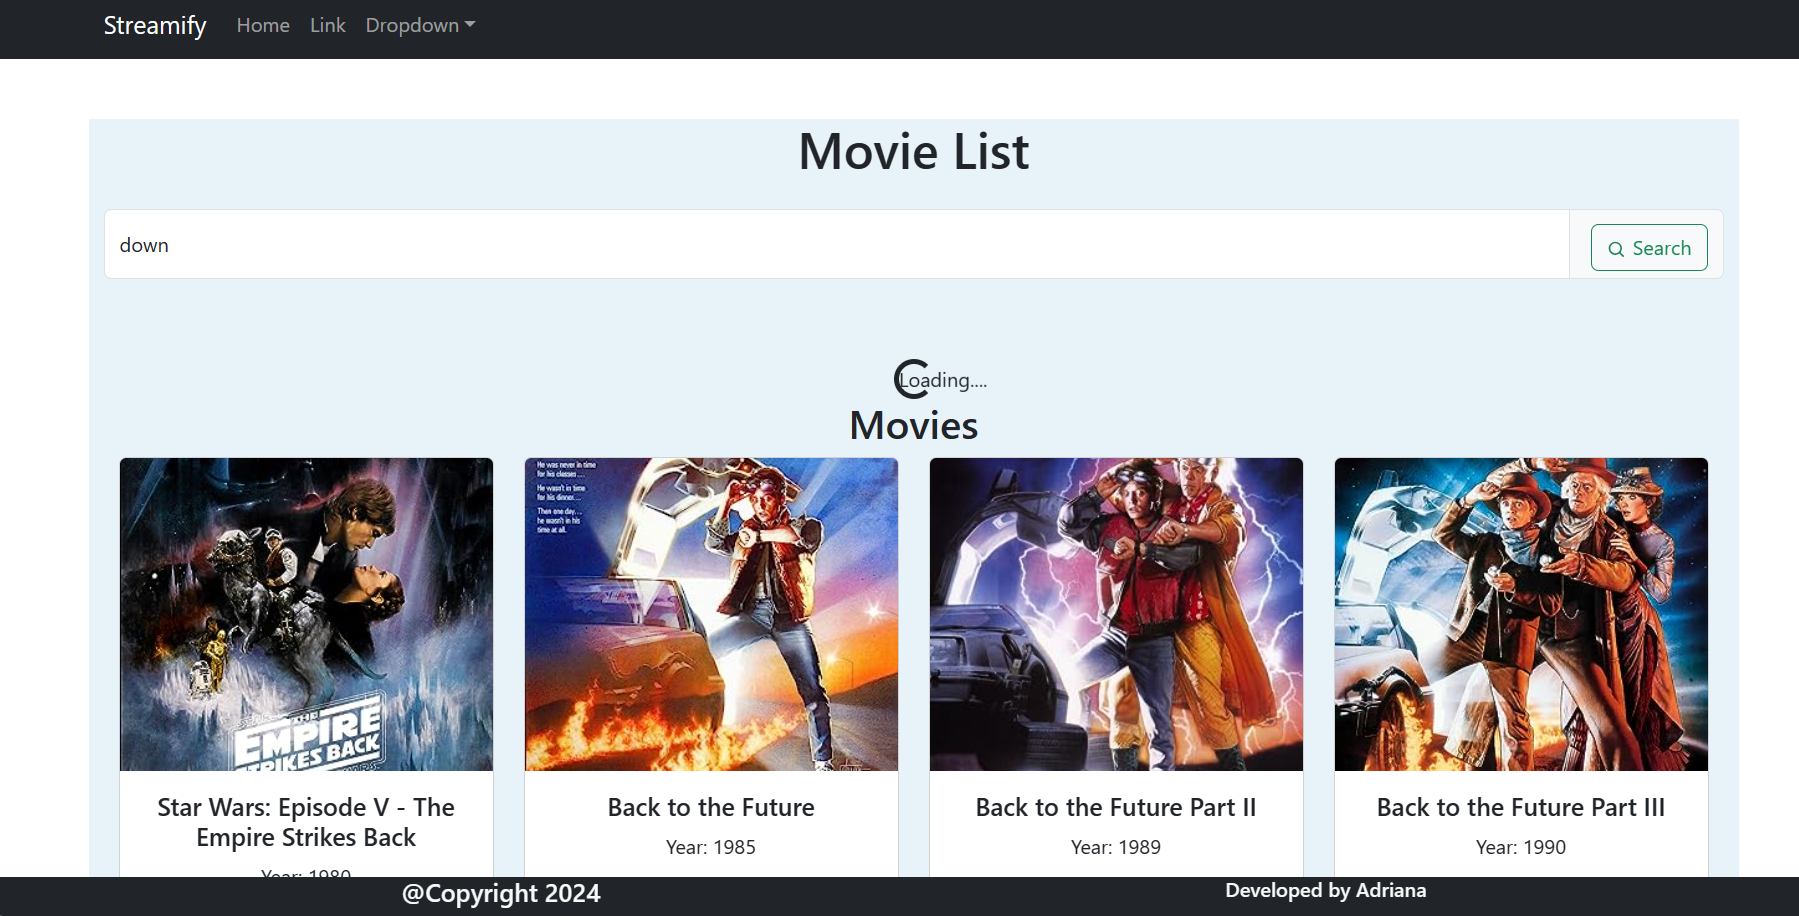 Streamify Home Link Dropdown
Movie List
down
Search
Loading....
Movies
THE
EMPIRE
STRIKES BACK
He was never in time
for his classes...
He wasn't in time
for his dinner...
Then one day...
he wasn't in his
time at all.
Star Wars: Episode V - The
Empire Strikes Back
Year: 1980
Back to the Future
Year: 1985
Back to the Future Part II
Year: 1989
Back to the Future Part III
Year: 1990
@Copyright 2024
Developed by Adriana